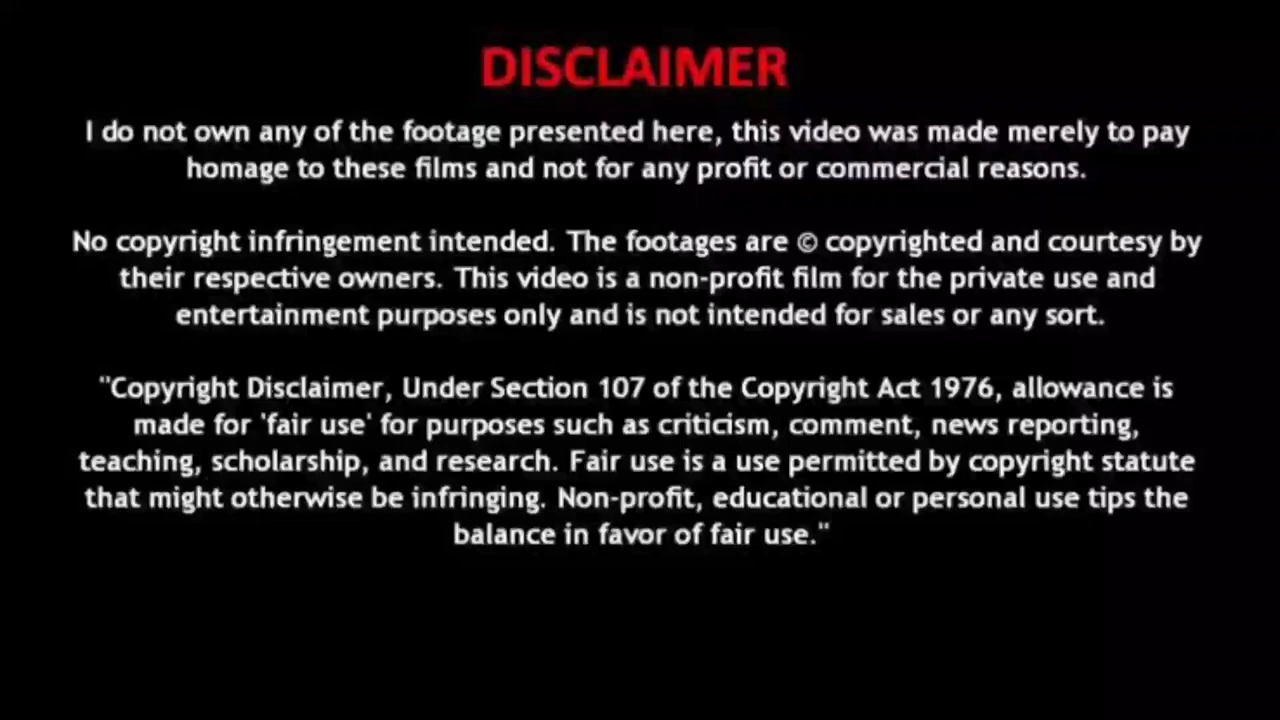 DISCLAIMER
I do not own any of the footage presented here, this video was made merely to pay
homage to these films and not for any profit or commercial reasons.
No copyright infringement intended. The footages are © copyrighted and courtesy by
their respective owners. This video is a non-profit film for the private use and
entertainment purposes only and is not intended for sales or any sort.
"Copyright Disclaimer, Under Section 107 of the Copyright Act 1976, allowance is
made for 'fair use' for purposes such as criticism, comment, news reporting,
teaching, scholarship, and research. Fair use is a use permitted by copyright statute
that might otherwise be infringing. Non-profit, educational or personal use tips the
balance in favor of fair use."